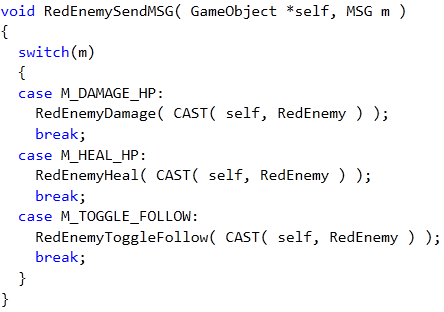 void RedEnemySendMSG( GameObject *self, MSG m )
{
  switch(m)
  {
  case M_DAMAGE_HP:
    RedEnemyDamage( CAST( self, RedEnemy ) );
    break;
  case M_HEAL_HP:
    RedEnemyHeal( CAST( self, RedEnemy ) );
    break;
  case M_TOGGLE_FOLLOW:
    RedEnemyToggleFollow( CAST( self, RedEnemy ) );
    break;
  }
}